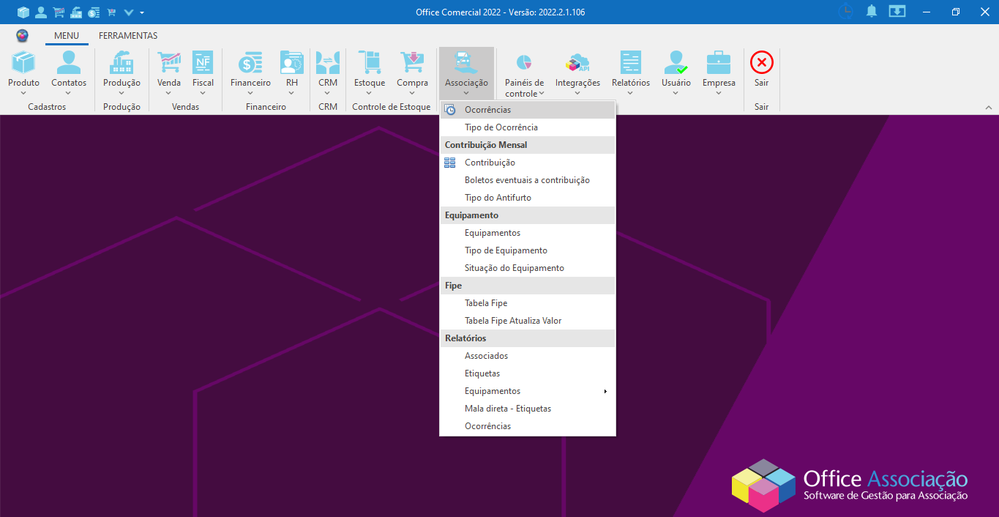 Office Comercial 2022 - Versão: 2022.2.1.106
MENU FERRAMENTAS
Produto Contatos Produção Venda Fiscal Financeiro RH CRM Estoque Compra Associação Painéis de controle Integrações Relatórios Usuário Empresa Sair
NF
API
Cadastros Produção Vendas Financeiro CRM Controle de Estoque Sair
Ocorrências
Tipo de Ocorrência
Contribuição Mensal
Contribuição
Boletos eventuais a contribuição
Tipo do Antifurto
Equipamento
Equipamentos
Tipo de Equipamento
Situação do Equipamento
Fipe
Tabela Fipe
Tabela Fipe Atualiza Valor
Relatórios
Associados
Etiquetas
Equipamentos
Mala direta - Etiquetas
Ocorrências
Office Associação
Software de Gestão para Associação